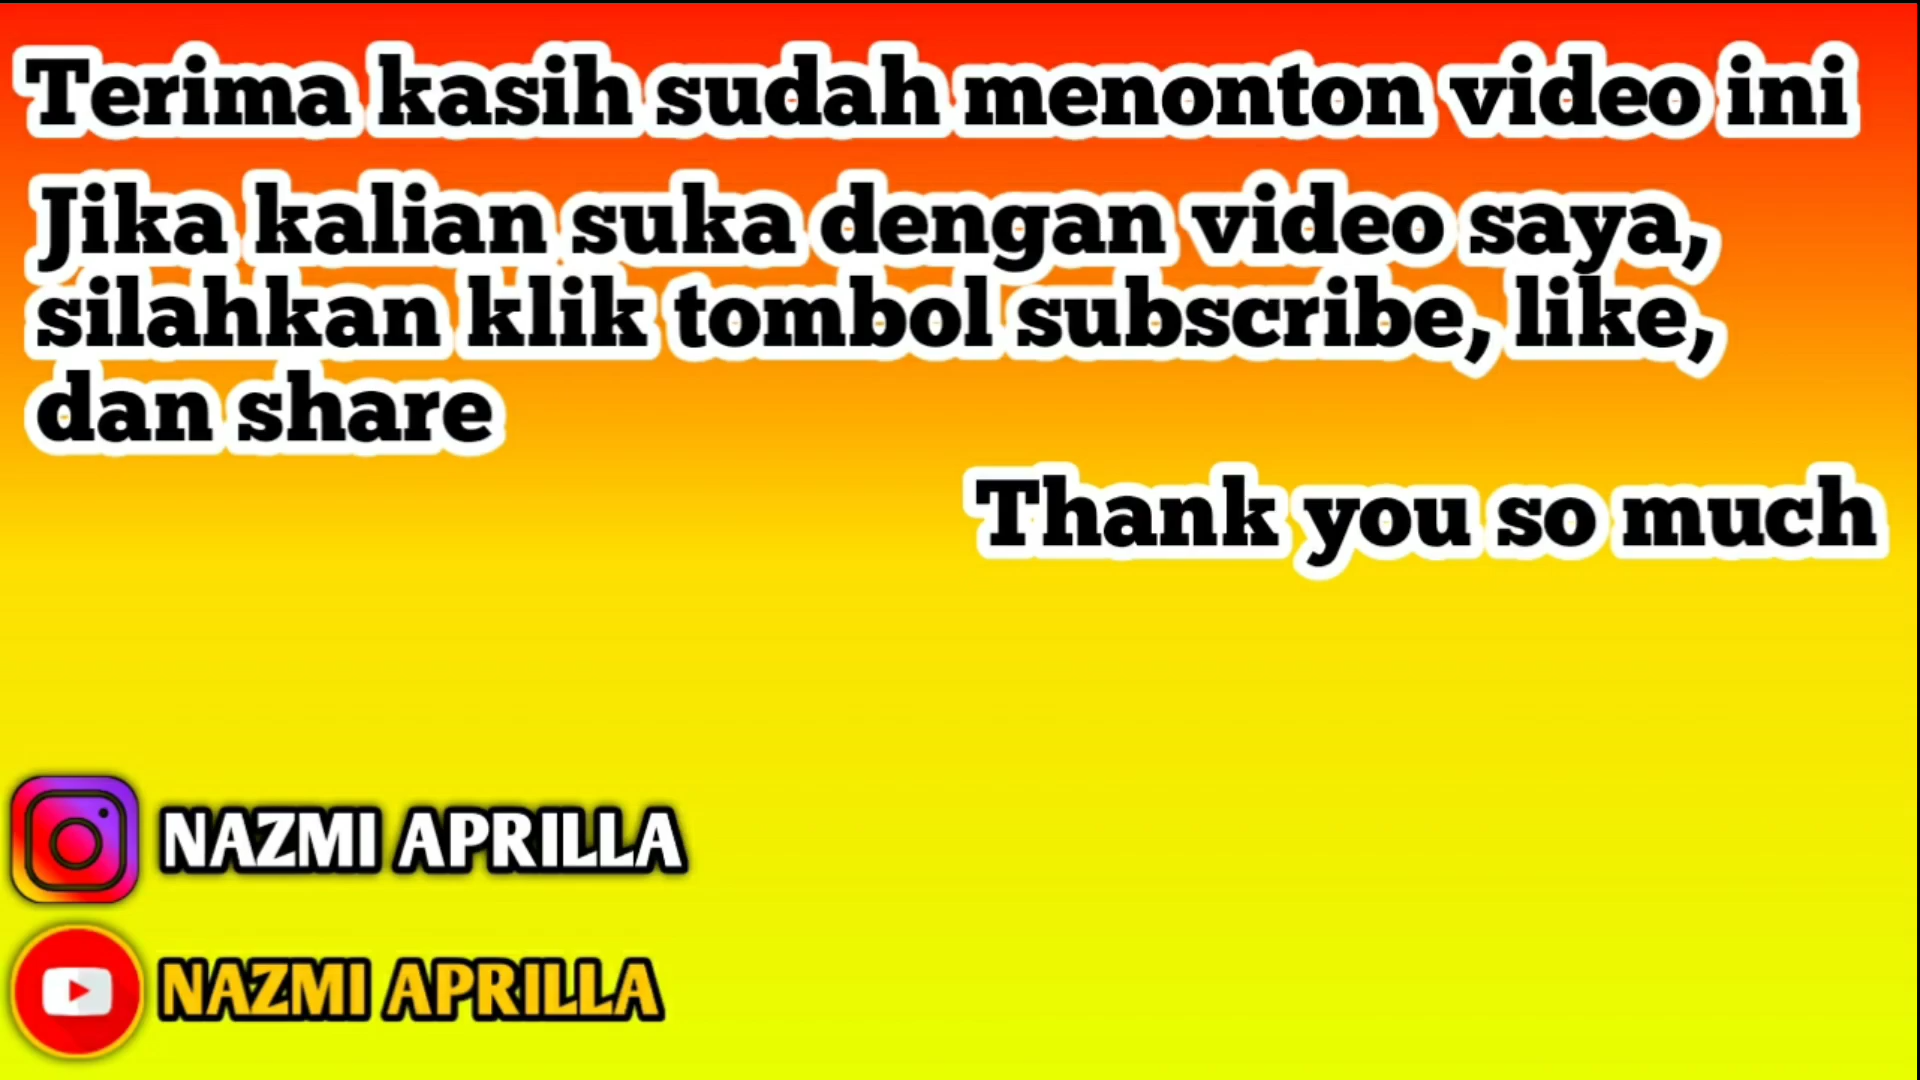 Terima kasih sudah menonton video ini
Jika kalian suka dengan video saya,
silahkan klik tombol subscribe, like,
dan share
Thank you so much
NAZMI APRILLA
NAZMI APRILLA